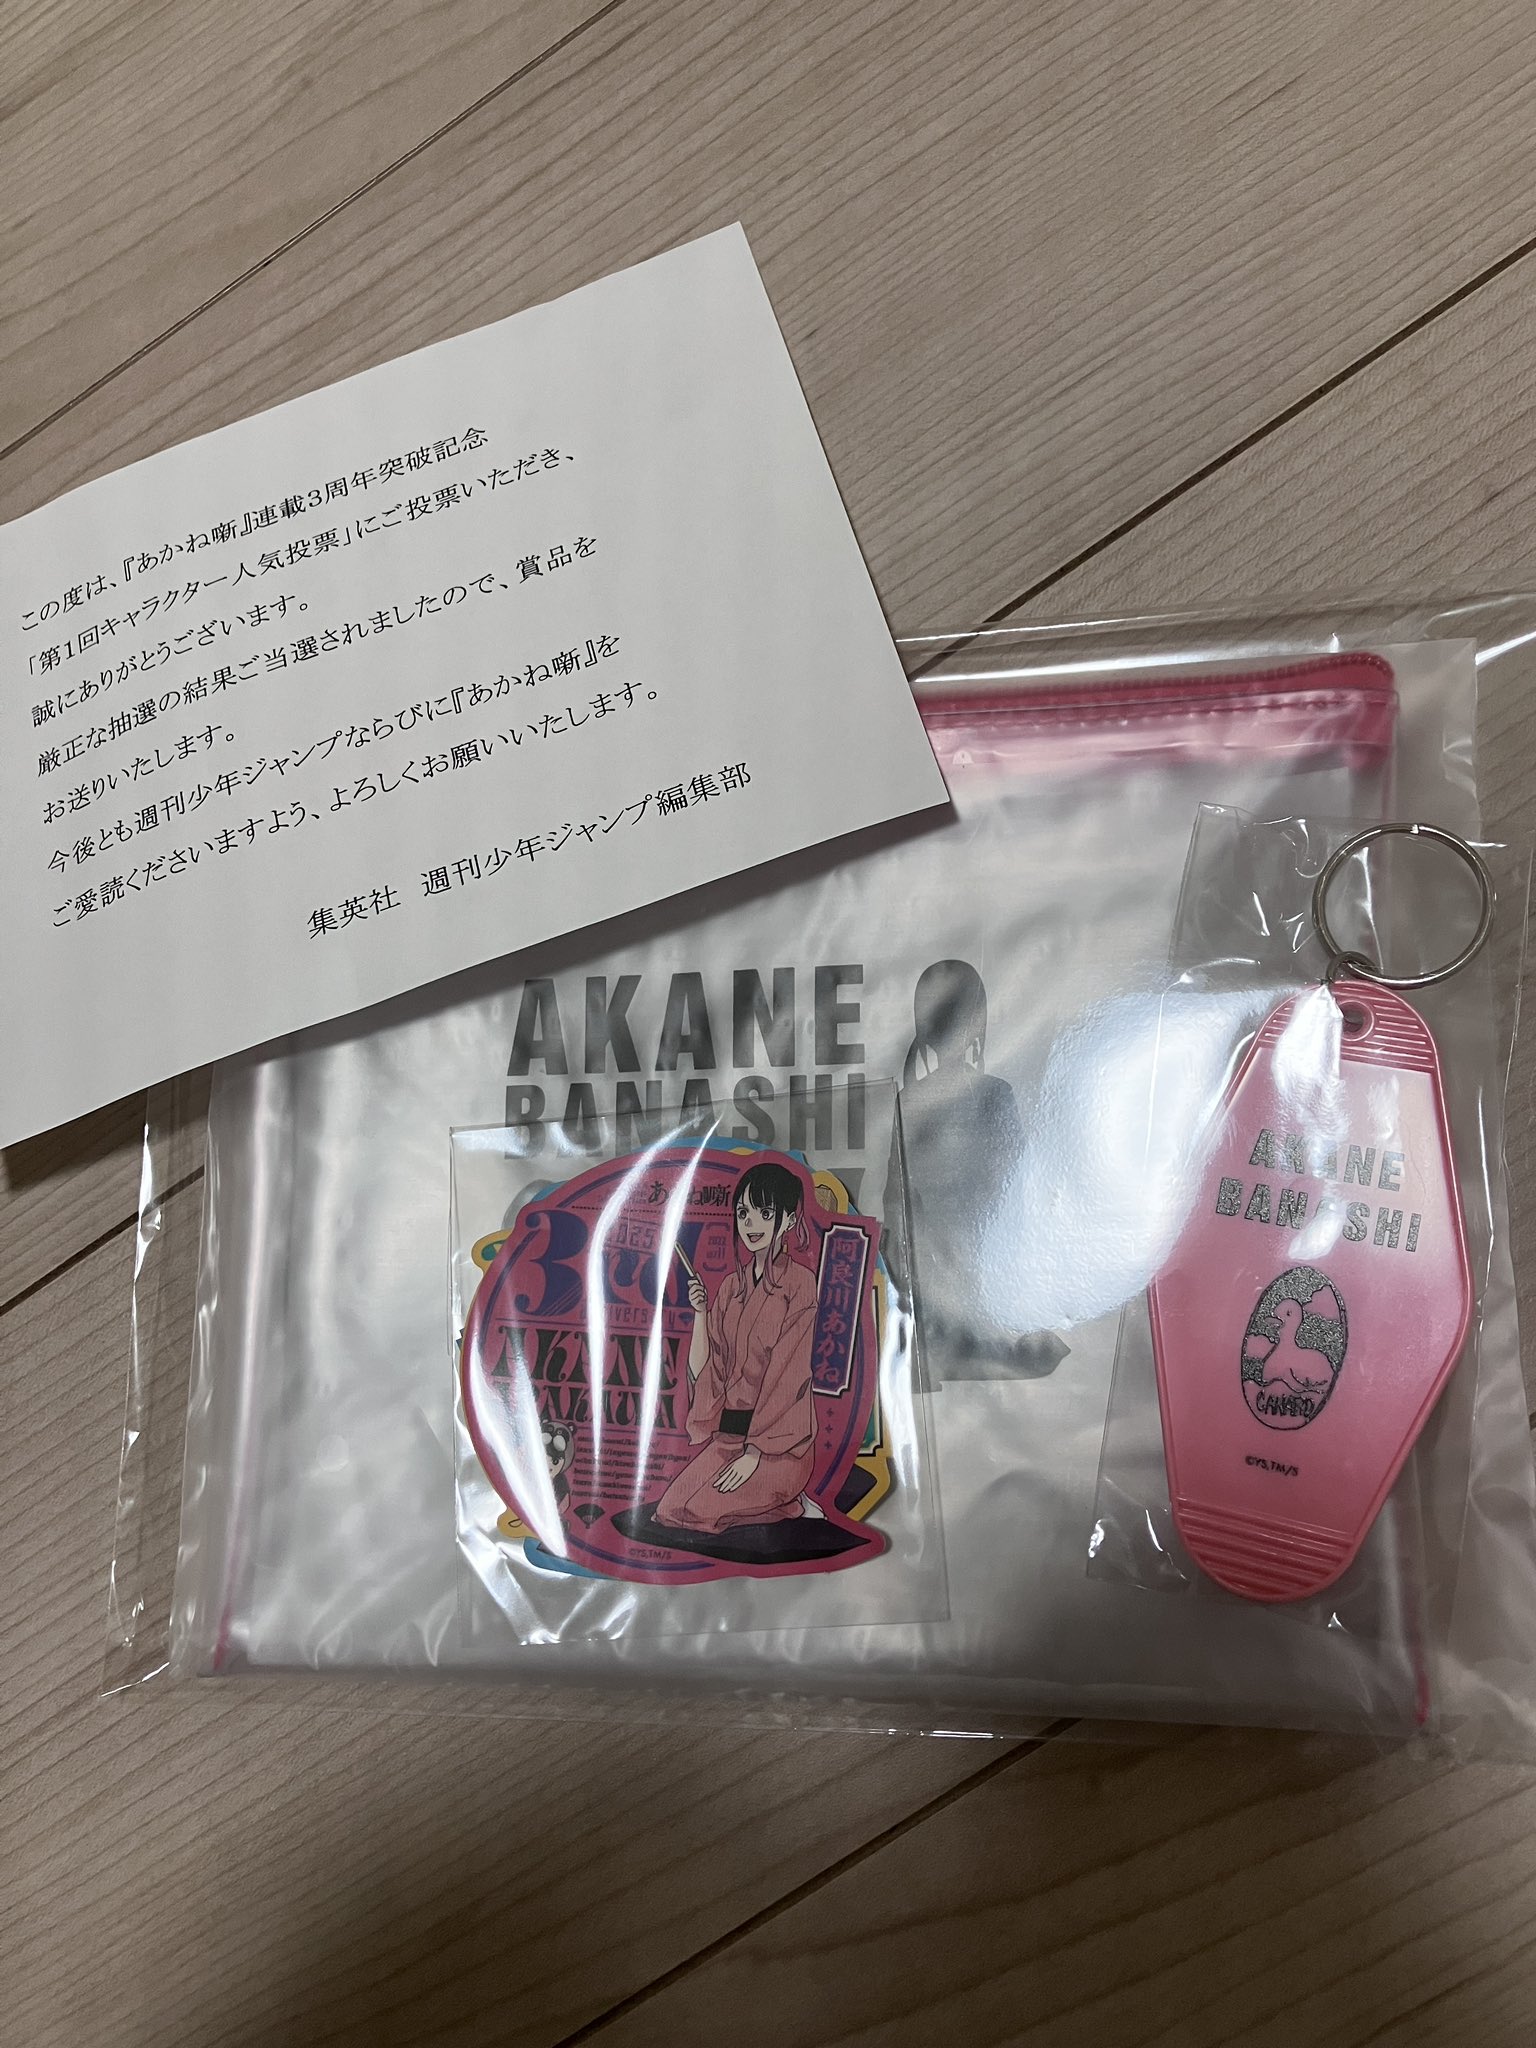 この度は、『あかね噺』連載3周年突破記念
「第1回キャラクター人気投票」にご投票いただき、
誠にありがとうございます。
厳正な抽選の結果ご当選されましたので、賞品を
お送りいたします。
今後とも週刊少年ジャンプならびに『あかね噺』を
ご愛読くださいますよう、よろしくお願いいたします。
集英社　週刊少年ジャンプ編集部
AKANE
BANASHI
あかね噺
3rd
阿良川あかね
AKANE
©YS,TM/S
AKANE
BANASHI
CANARD
©YS,TM/S